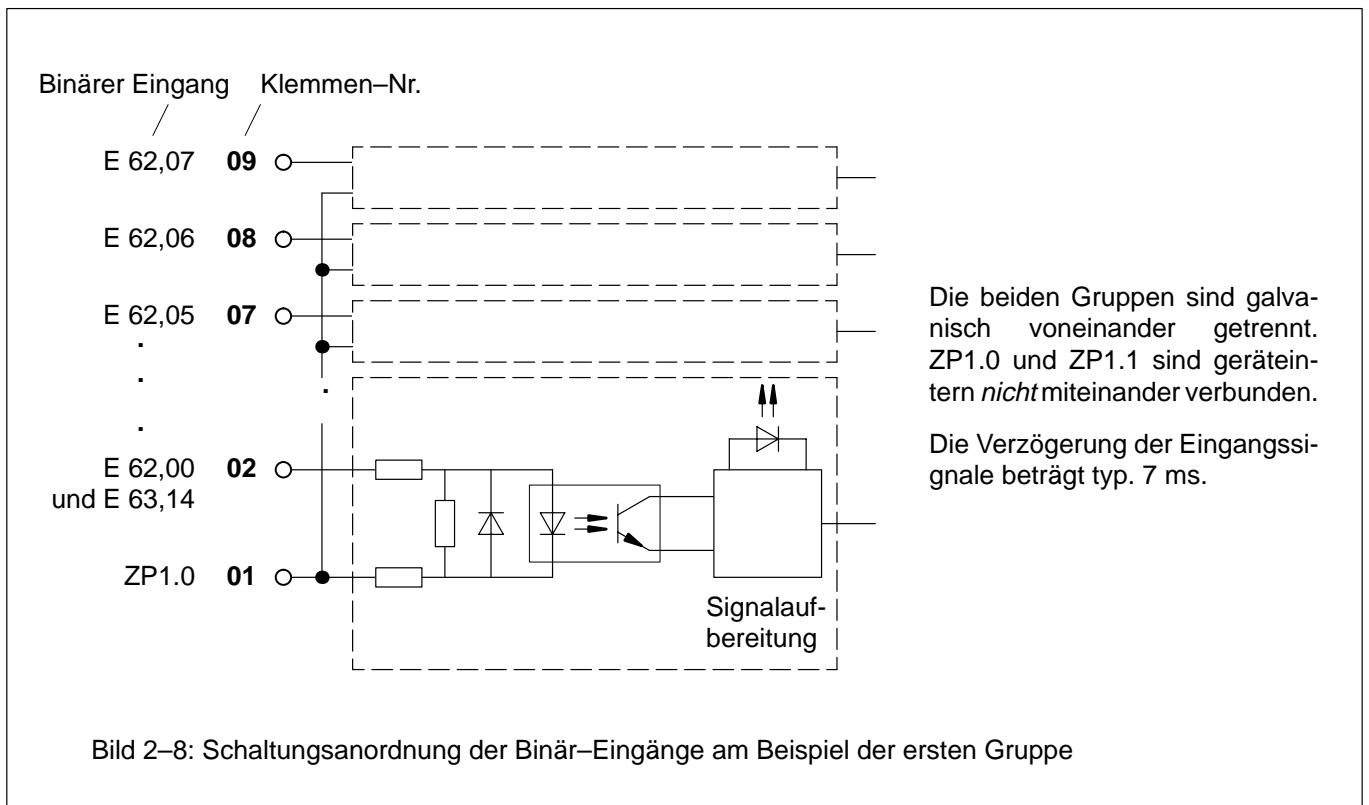 Binärer Eingang Klemmen–Nr.
E 62,07 09
E 62,06 08
E 62,05 07
.
.
.
.
E 62,00 02
und E 63,14
ZP1.0 01
Signalauf-
bereitung
Die beiden Gruppen sind galva-
nisch voneinander getrennt.
ZP1.0 und ZP1.1 sind gerätein-
tern nicht miteinander verbunden.
Die Verzögerung der Eingangssi-
gnale beträgt typ. 7 ms.
Bild 2–8: Schaltungsanordnung der Binär–Eingänge am Beispiel der ersten Gruppe